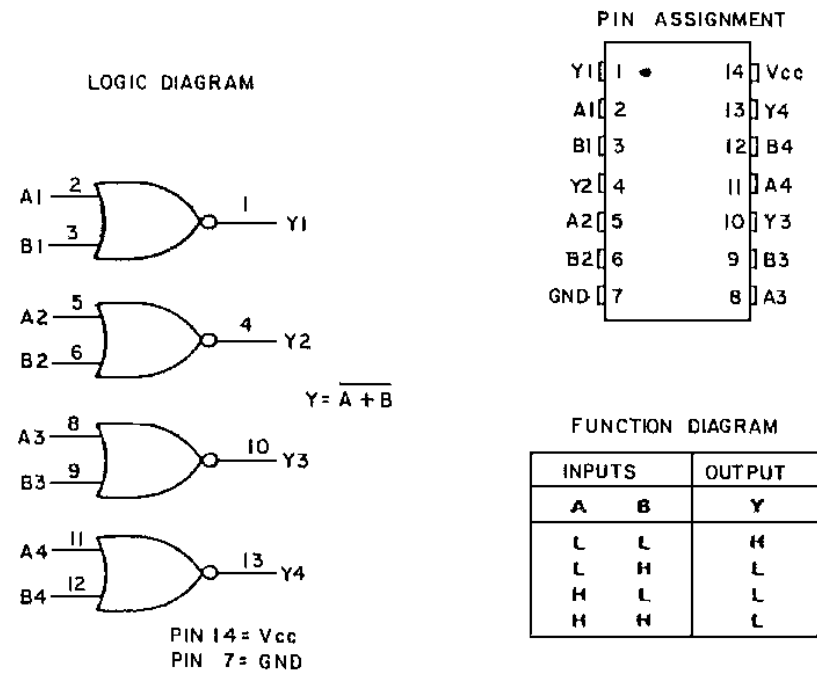 LOGIC DIAGRAM
A1 2
B1 3
1 Y1
A2 5
B2 6
4 Y2
Y = A + B
A3 8
B3 9
10 Y3
A4 11
B4 12
13 Y4
PIN 14 = Vcc
PIN 7 = GND
PIN ASSIGNMENT
Y1 1 14 Vcc
A1 2 13 Y4
B1 3 12 B4
Y2 4 11 A4
A2 5 10 Y3
B2 6 9 B3
GND 7 8 A3
FUNCTION DIAGRAM
INPUTS OUTPUT
A B Y
L L H
L H L
H L L
H H L